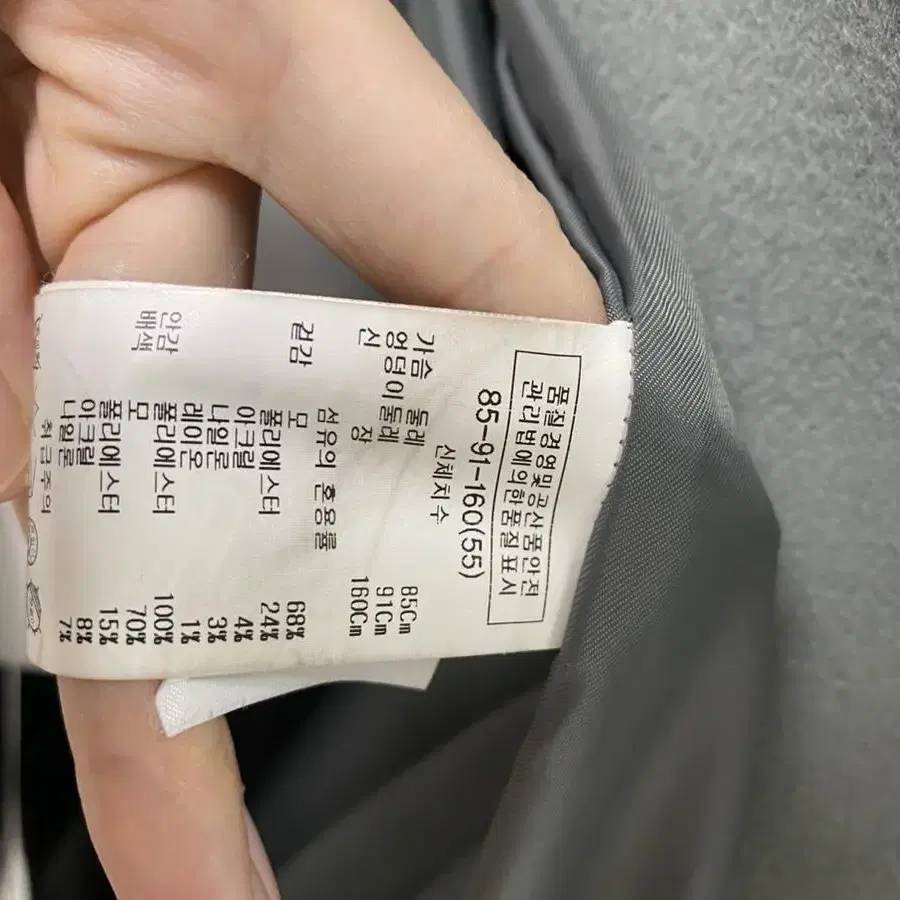 품질경영및공산품안전
관리법에의한품질표시
85-91-160(55)
신체치수
가슴 둘레 85Cm
엉덩이둘레 91Cm
신 장 160Cm
섬유의 혼용률
겉감 모 68%
폴리에스터 24%
아크릴 4%
나일론 3%
레이온 1%
안감 폴리에스터 100%
배색 모 70%
폴리에스터 15%
아크릴 8%
나일론 7%
취급주의